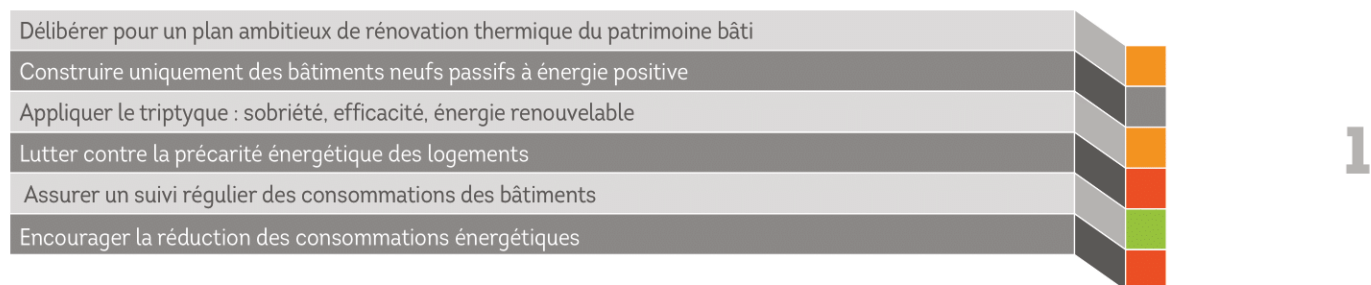 Délibérer pour un plan ambitieux de rénovation thermique du patrimoine bâti
Construire uniquement des bâtiments neufs passifs à énergie positive
Appliquer le triptyque : sobriété, efficacité, énergie renouvelable
Lutter contre la précarité énergétique des logements
Assurer un suivi régulier des consommations des bâtiments
Encourager la réduction des consommations énergétiques
1